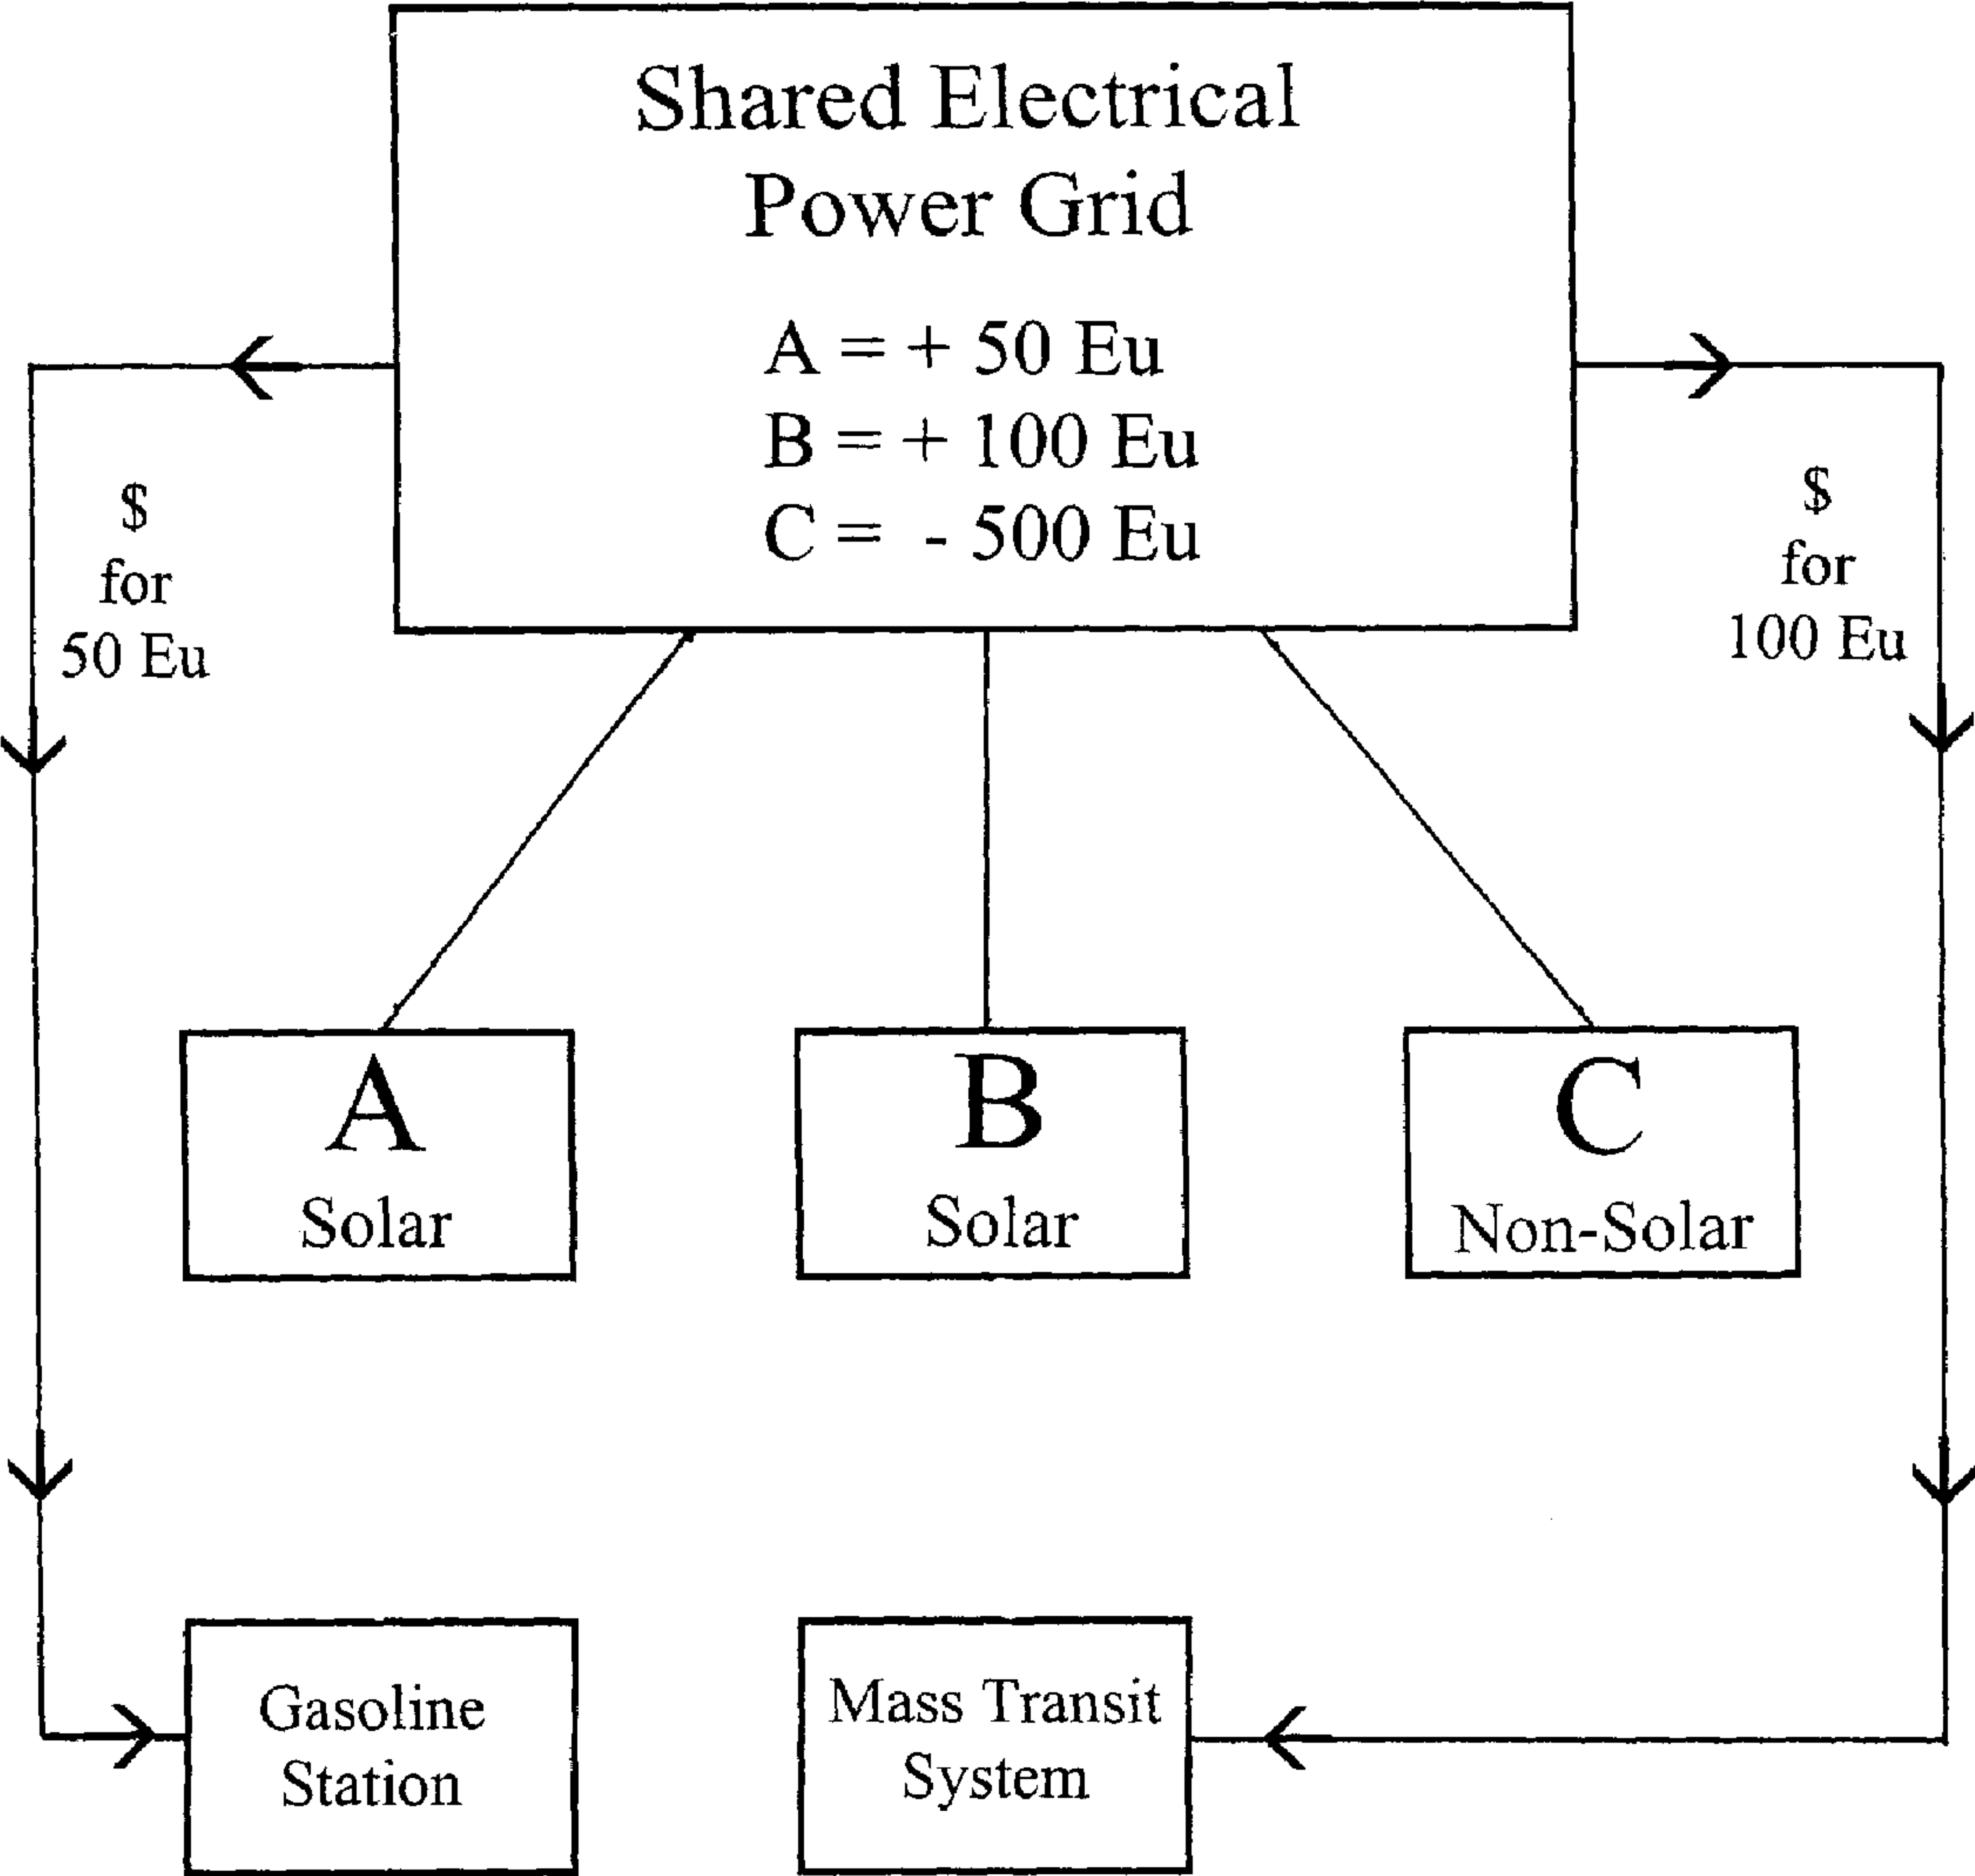 Shared Electrical
Power Grid
A = + 50 Eu
B = + 100 Eu
C = - 500 Eu
$
for
50 Eu
$
for
100 Eu
A
Solar
B
Solar
C
Non-Solar
Gasoline
Station
Mass Transit
System